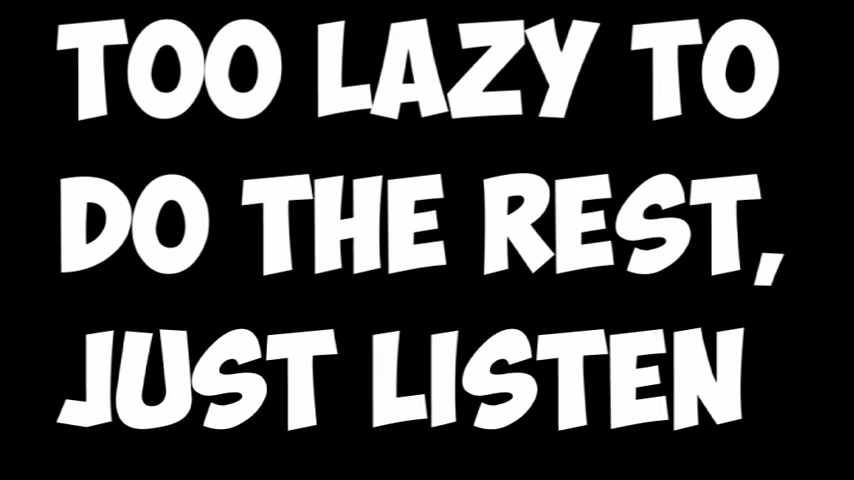 TOO LAZY TO
DO THE REST,
JUST LISTEN